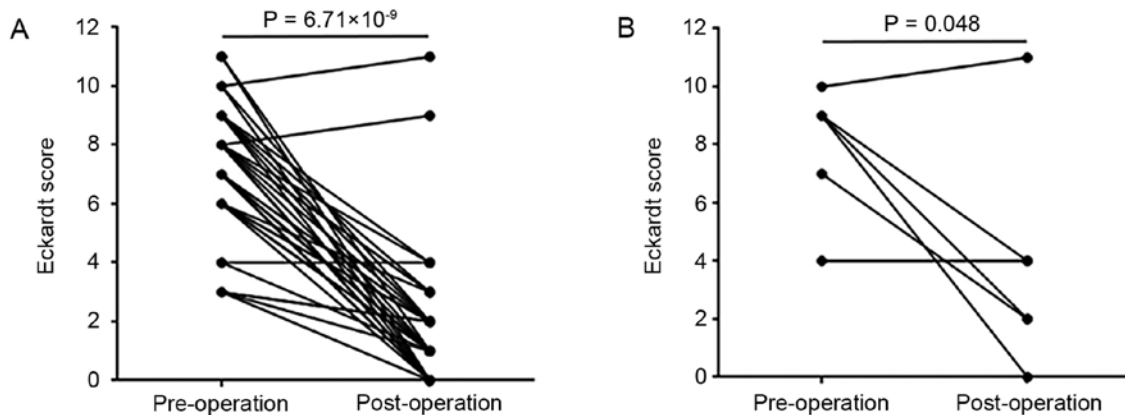 A
P = 6.71×10⁻⁹
12
10
8
6
4
2
0
Eckardt score
Pre-operation Post-operation
B
P = 0.048
12
10
8
6
4
2
0
Eckardt score
Pre-operation Post-operation